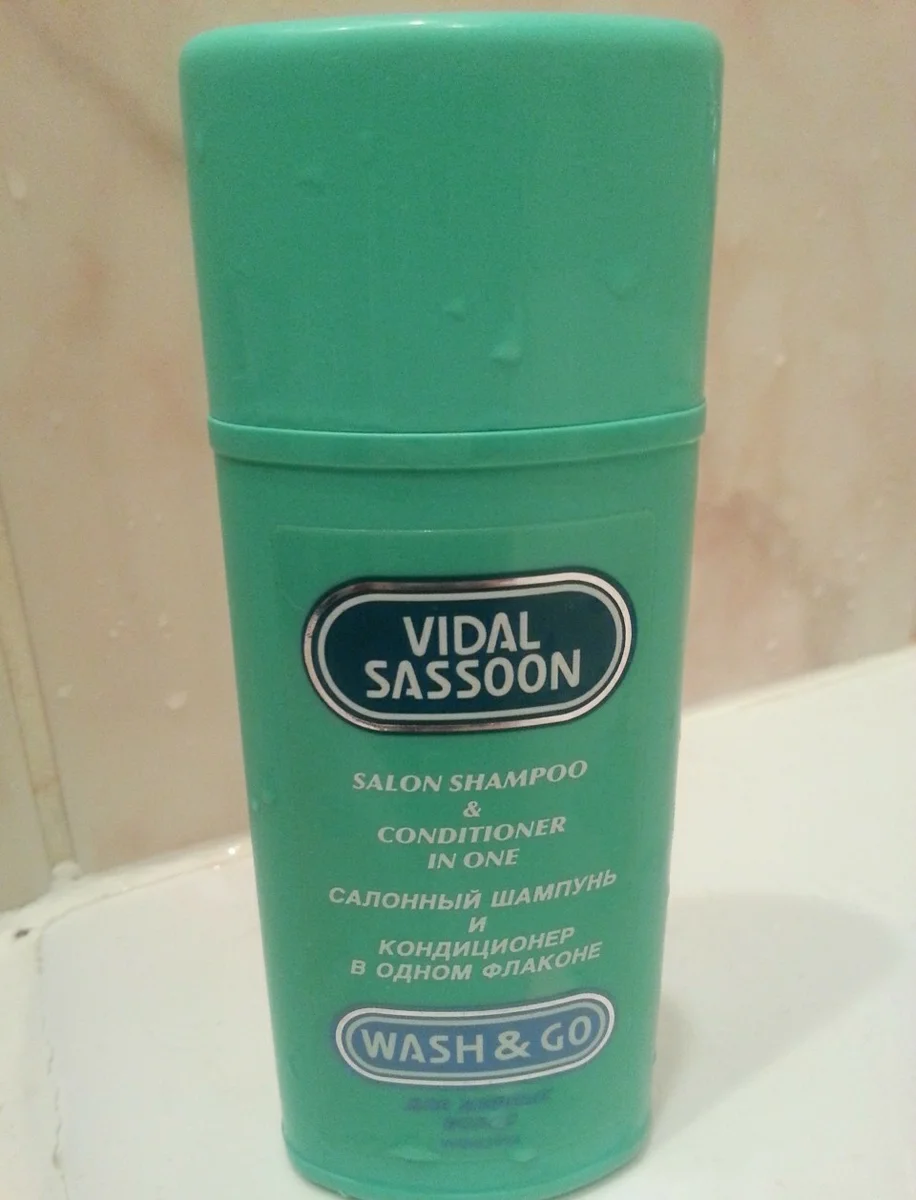 VIDAL
SASSOON
SALON SHAMPOO
&
CONDITIONER
IN ONE
САЛОННЫЙ ШАМПУНЬ
И
КОНДИЦИОНЕР
В ОДНОМ ФЛАКОНЕ
WASH & GO